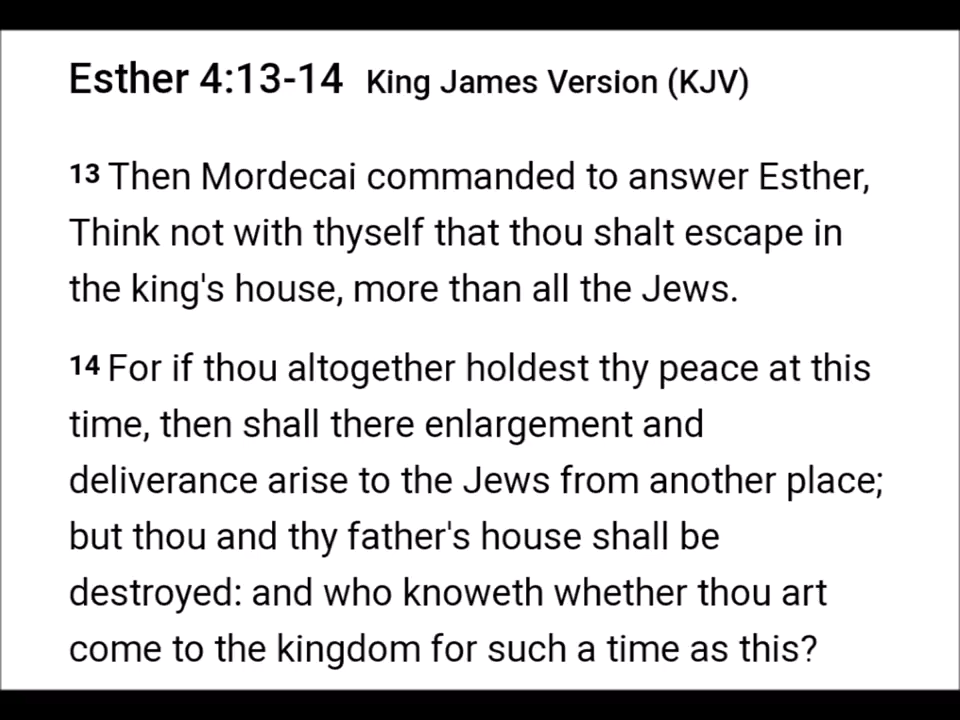 Esther 4:13-14 King James Version (KJV)
13 Then Mordecai commanded to answer Esther,
Think not with thyself that thou shalt escape in
the king's house, more than all the Jews.
14 For if thou altogether holdest thy peace at this
time, then shall there enlargement and
deliverance arise to the Jews from another place;
but thou and thy father's house shall be
destroyed: and who knoweth whether thou art
come to the kingdom for such a time as this?